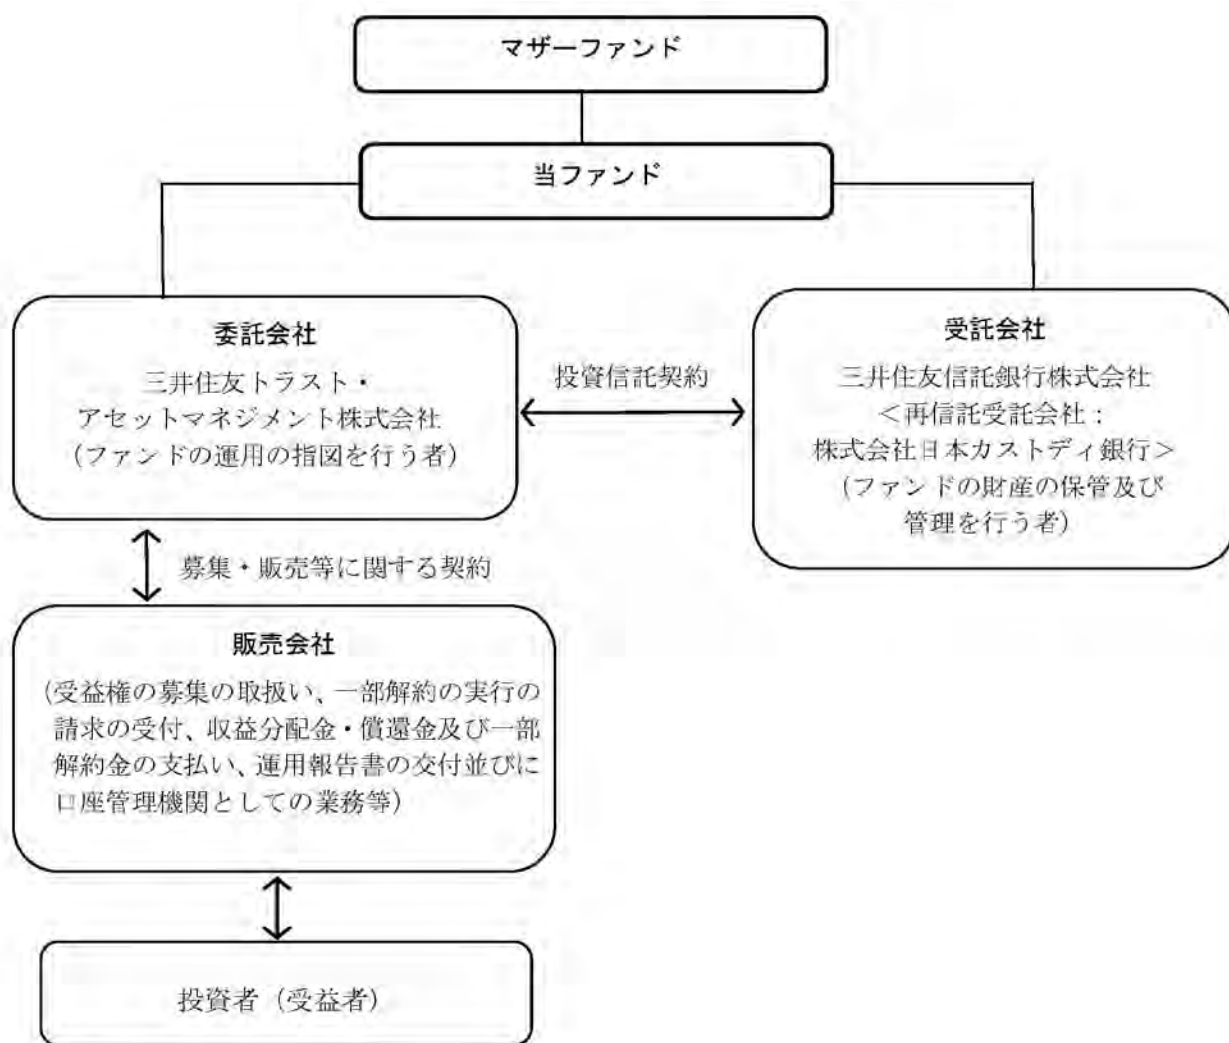 マザーファンド
当ファンド
委託会社
三井住友トラスト・
アセットマネジメント株式会社
(ファンドの運用の指図を行う者)
投資信託契約
受託会社
三井住友信託銀行株式会社
<再信託受託会社:
株式会社日本カストディ銀行>
(ファンドの財産の保管及び
管理を行う者)
募集・販売等に関する契約
販売会社
(受益権の募集の取扱い、一部解約の実行の
請求の受付、収益分配金・償還金及び一部
解約金の支払い、運用報告書の交付並びに
口座管理機関としての業務等)
投資者(受益者)